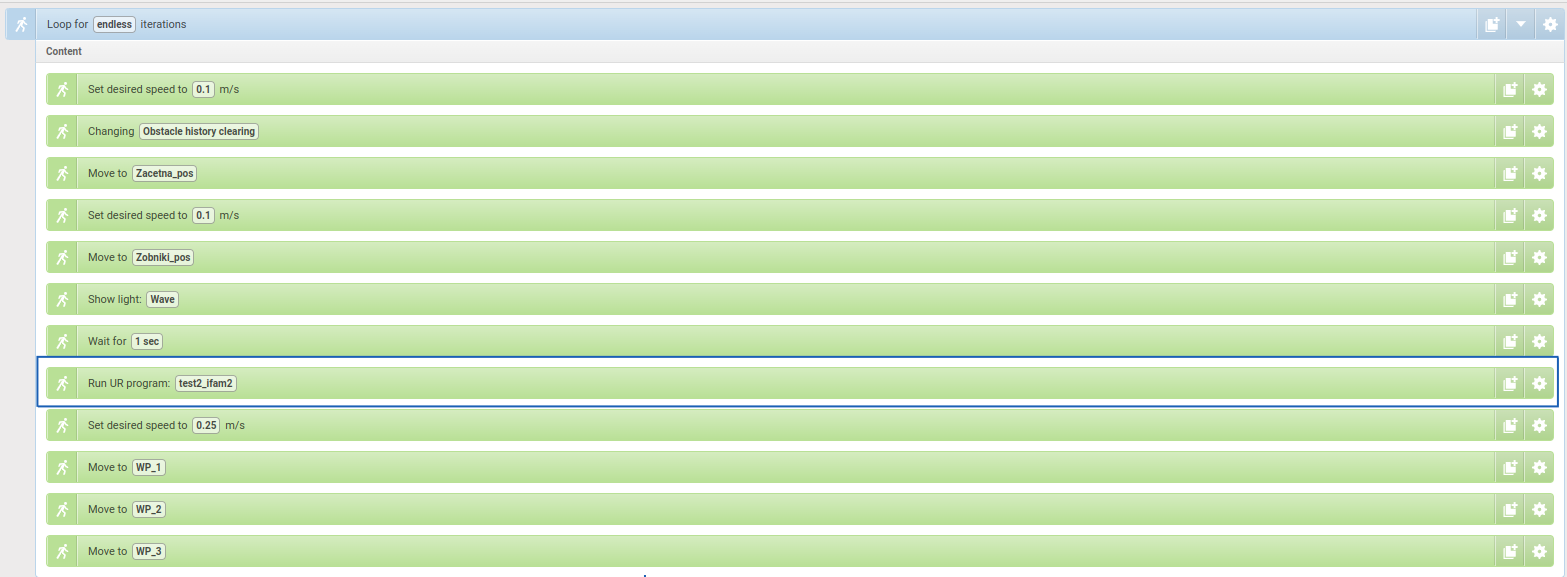 Loop for endless iterations
Content
Set desired speed to 0.1 m/s
Changing Obstacle history clearing
Move to Zacetna_pos
Set desired speed to 0.1 m/s
Move to Zobniki_pos
Show light: Wave
Wait for 1 sec
Run UR program: test2_ifam2
Set desired speed to 0.25 m/s
Move to WP_1
Move to WP_2
Move to WP_3